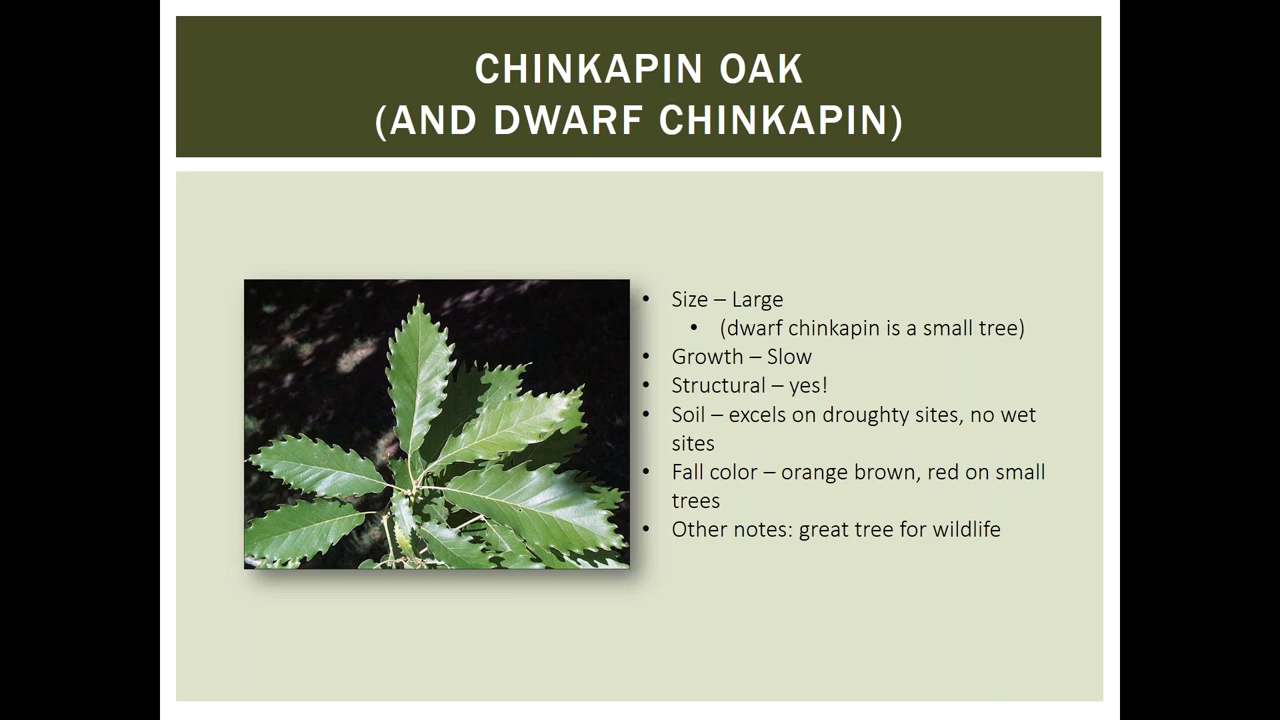 CHINKAPIN OAK
(AND DWARF CHINKAPIN)
• Size – Large
• (dwarf chinkapin is a small tree)
• Growth – Slow
• Structural – yes!
• Soil – excels on droughty sites, no wet
sites
• Fall color – orange brown, red on small
trees
• Other notes: great tree for wildlife